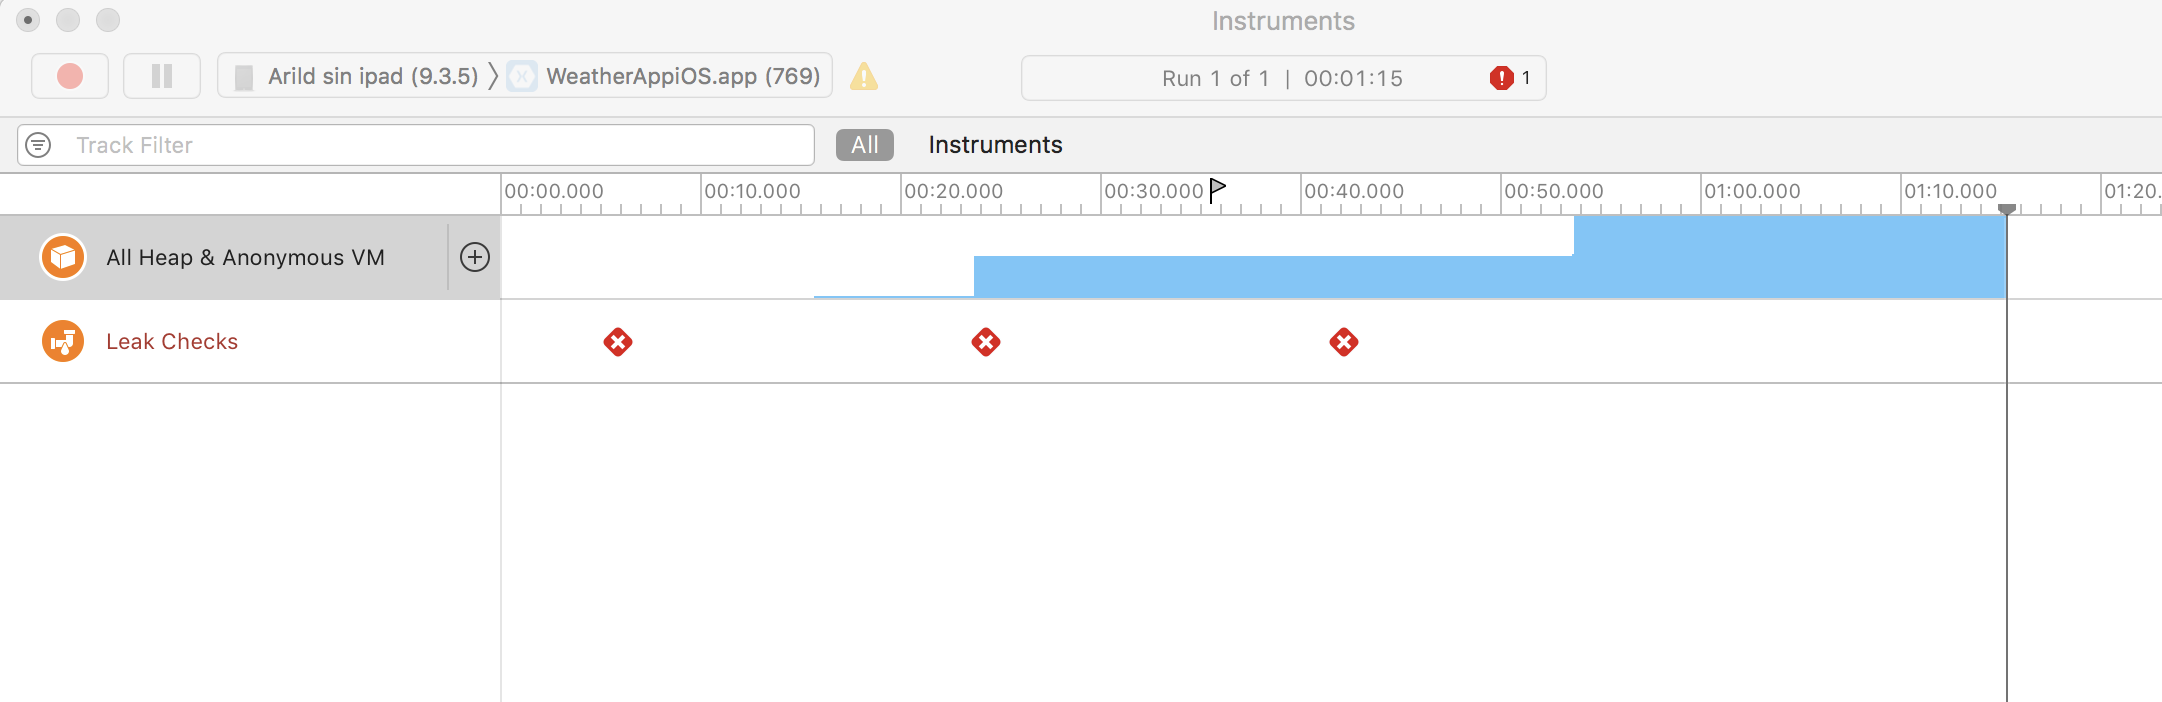 Instruments
Arild sin ipad (9.3.5) WeatherAppiOS.app (769) Run 1 of 1 | 00:01:15 1
Track Filter All Instruments
00:00.000 00:10.000 00:20.000 00:30.000 00:40.000 00:50.000 01:00.000 01:10.000 01:20.
All Heap & Anonymous VM
Leak Checks